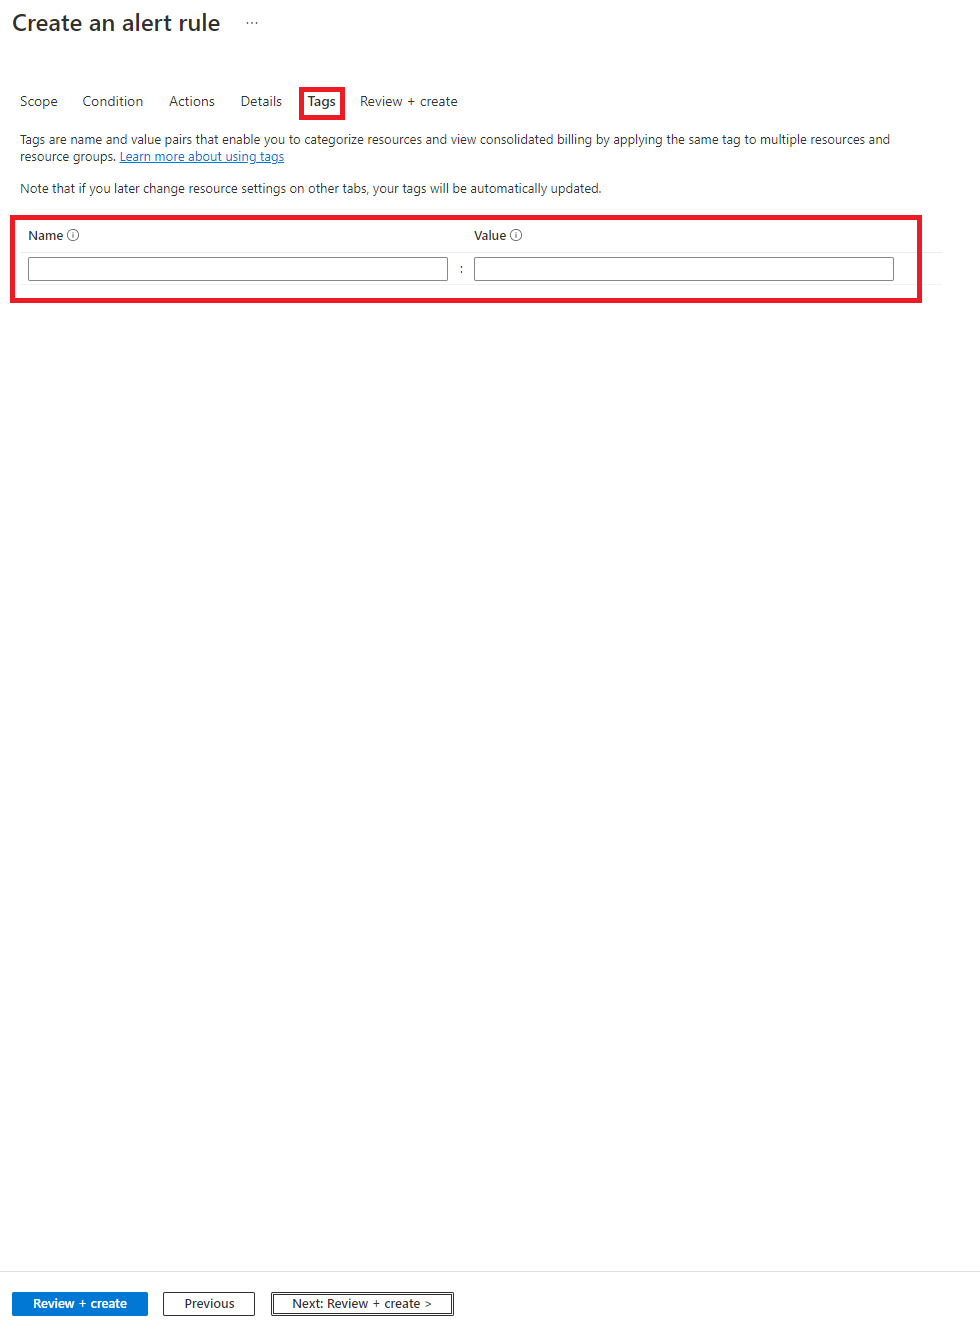 Create an alert rule ...
Scope Condition Actions Details Tags Review + create
Tags are name and value pairs that enable you to categorize resources and view consolidated billing by applying the same tag to multiple resources and
resource groups. Learn more about using tags
Note that if you later change resource settings on other tabs, your tags will be automatically updated.
Name Value
:
Review + create Previous Next: Review + create >